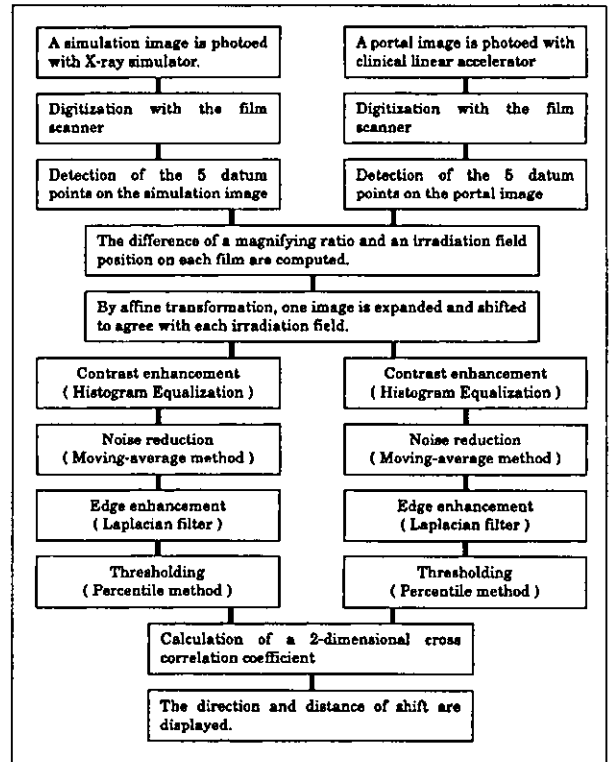 A simulation image is photoed
with X-ray simulator.
A portal image is photoed with
clinical linear accelerator
Digitization with the film
scanner
Digitization with the film
scanner
Detection of the 5 datum
points on the simulation image
Detection of the 5 datum
points on the portal image
The difference of a magnifying ratio and an irradiation field
position on each film are computed.
By affine transformation, one image is expanded and shifted
to agree with each irradiation field.
Contrast enhancement
( Histogram Equalization )
Contrast enhancement
( Histogram Equalization )
Noise reduction
( Moving-average method )
Noise reduction
( Moving-average method )
Edge enhancement
( Laplacian filter )
Edge enhancement
( Laplacian filter )
Thresholding
( Percentile method )
Thresholding
( Percentile method )
Calculation of a 2-dimensional cross
correlation coefficient
The direction and distance of shift are
displayed.